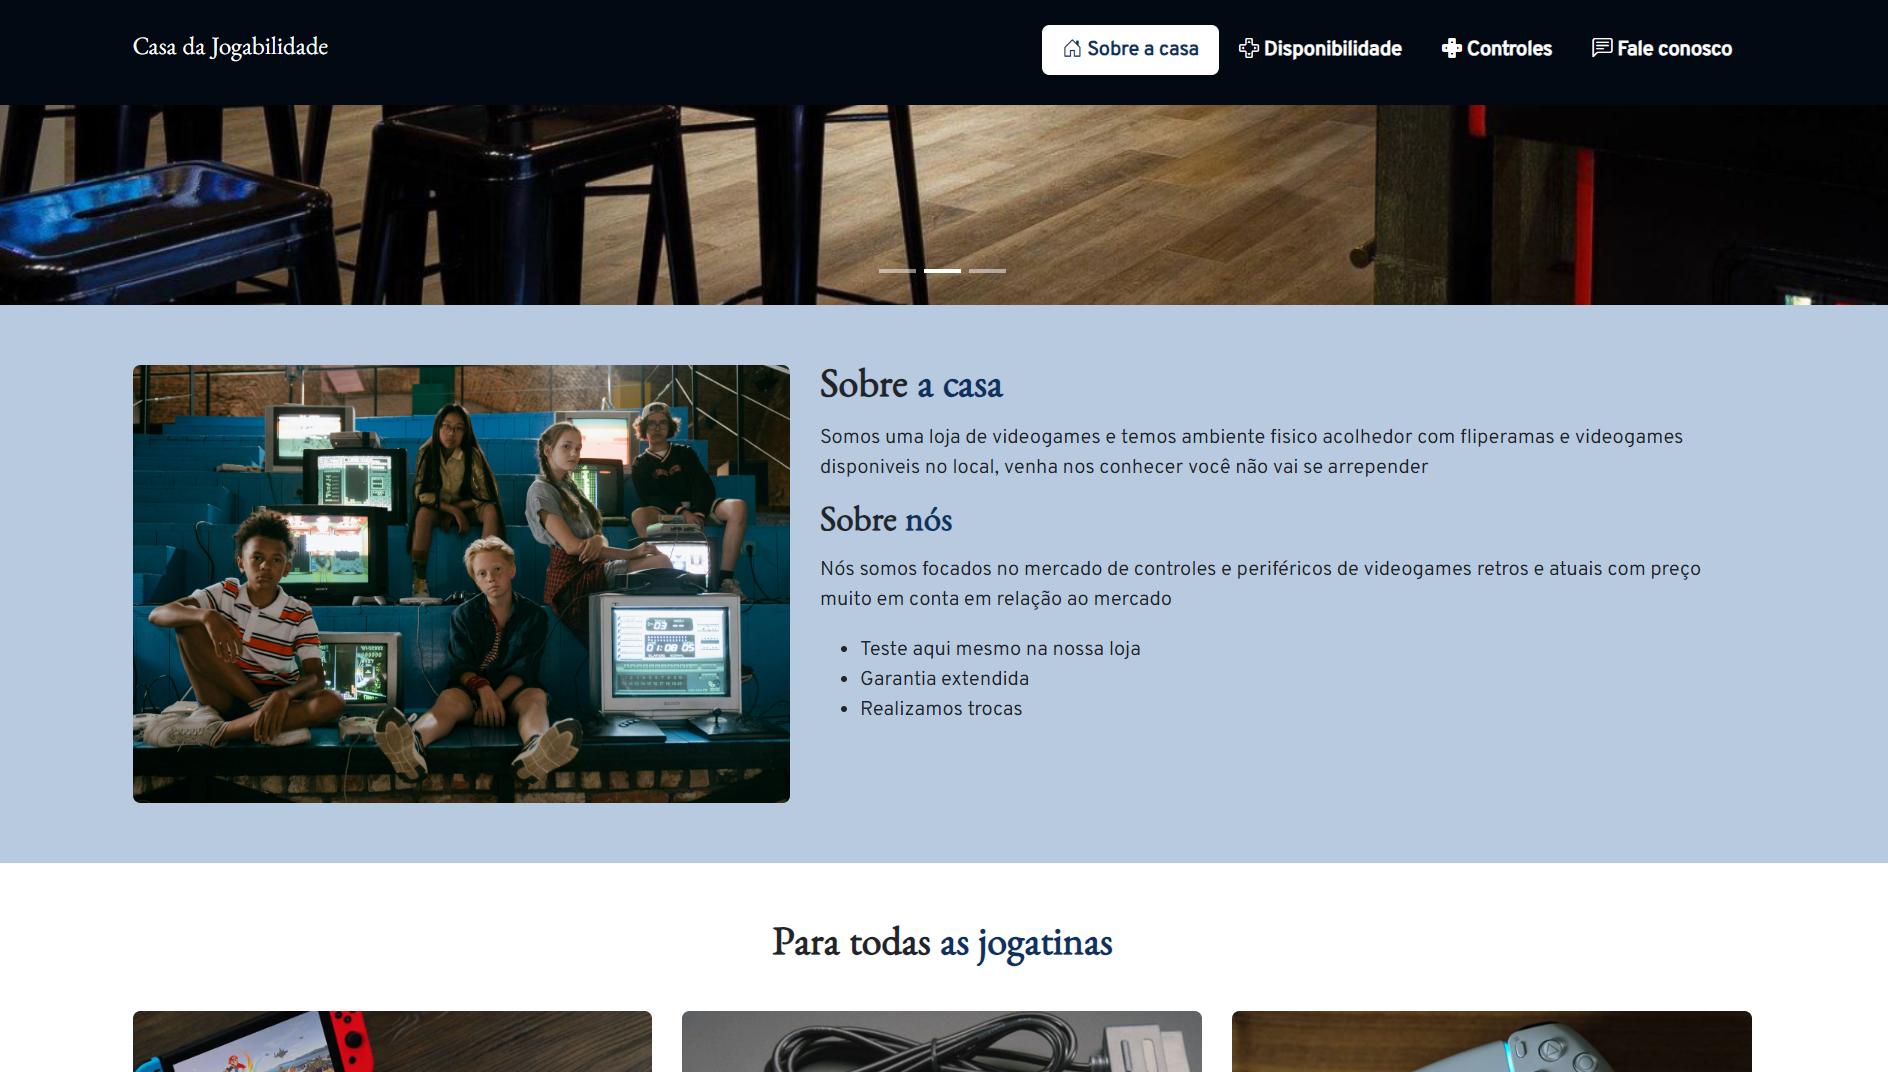 Casa da Jogabilidade
Sobre a casa
Disponibilidade
Controles
Fale conosco
Sobre a casa
Somos uma loja de videogames e temos ambiente fisico acolhedor com fliperamas e videogames
disponiveis no local, venha nos conhecer você não vai se arrepender
Sobre nós
Nós somos focados no mercado de controles e periféricos de videogames retros e atuais com preço
muito em conta em relação ao mercado
Teste aqui mesmo na nossa loja
Garantia extendida
Realizamos trocas
Para todas as jogatinas